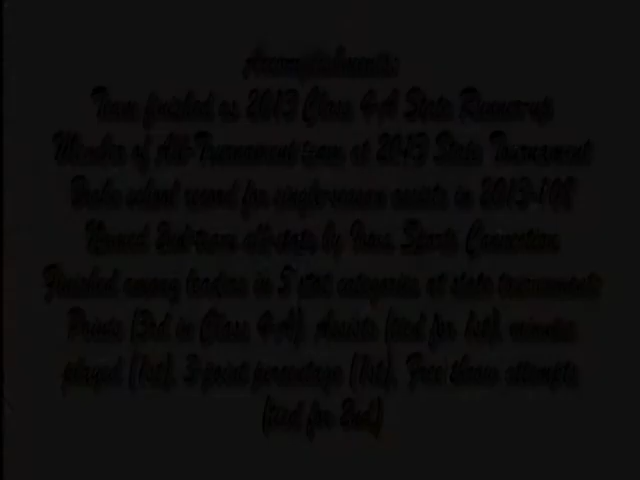 Accomplishments:
Team finished as 2013 Class 4-A State Runner-up
Member of All-Tournament team at 2013 State Tournament
Broke school record for single-season assists in 2013-
Named team all-state by Iowa Sports Connection
Finished among leaders in 5 stat categories at state tournament:
Points (3rd in Class 4-A), Assists (tied for 1st), minutes
played (1st), 3-point percentage (1st), Free throw attempts
(tied for 3rd)